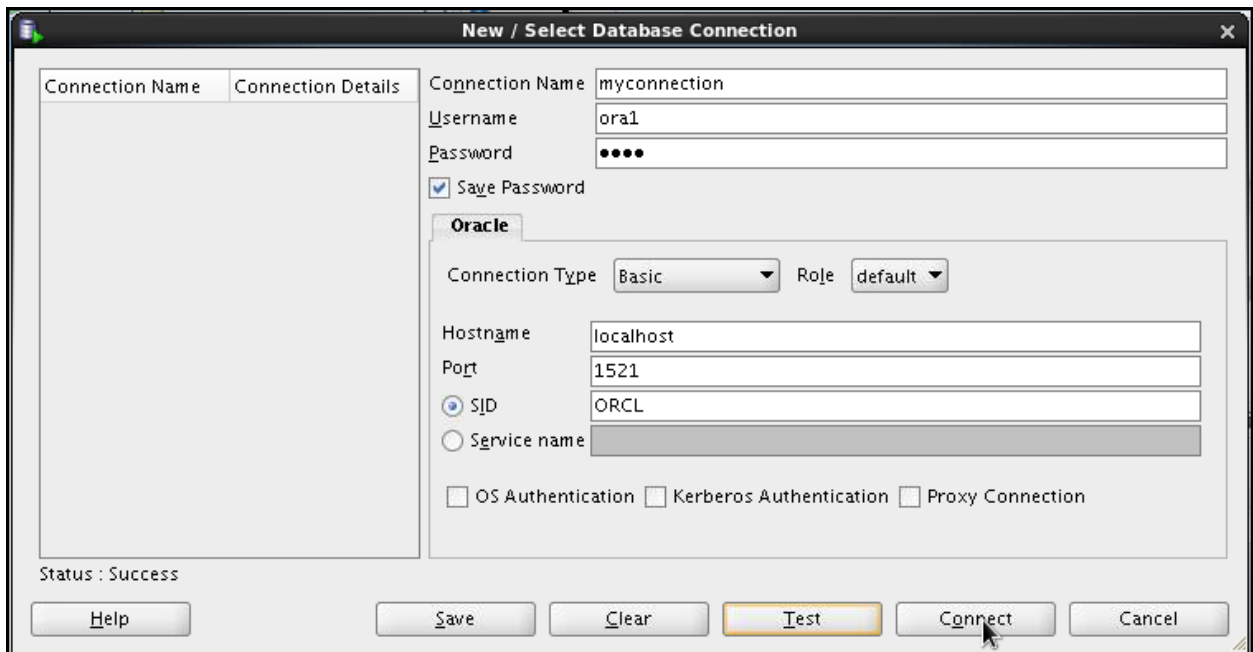 New / Select Database Connection
Connection Name Connection Details
Connection Name myconnection
Username ora1
Password ••••
Save Password
Oracle
Connection Type Basic Role default
Hostname localhost
Port 1521
SID ORCL
Service name
OS Authentication Kerberos Authentication Proxy Connection
Status : Success
Help Save Clear Test Connect Cancel